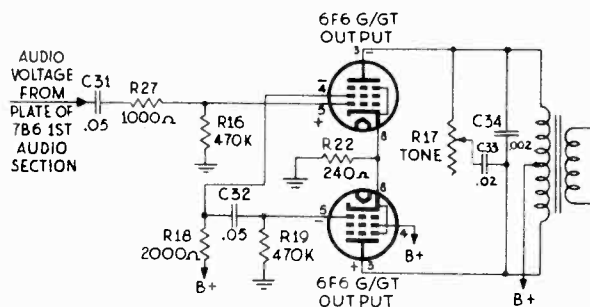 6F6 G/GT
OUTPUT
AUDIO
VOLTAGE
FROM
PLATE OF
7B6 1ST
AUDIO
SECTION
C31
.05
R27
1000Ω
R16
470K
3
–
–
4
5
+
8
R22
240Ω
R17
TONE
C34
.002
C33
.02
C32
.05
R18
2000Ω
B+
R19
470K
5
–
8
4
B+
+
3
6F6 G/GT
OUTPUT
B+